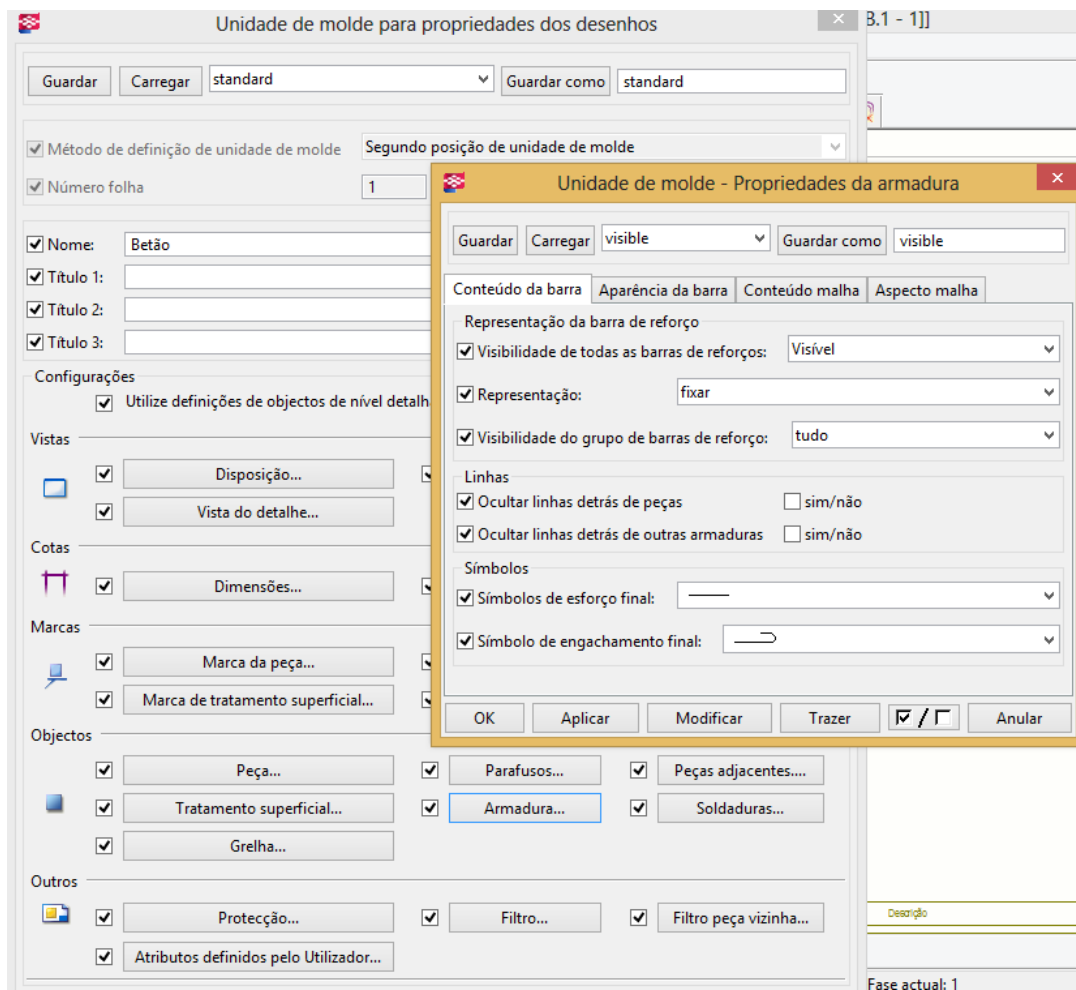 Unidade de molde para propriedades dos desenhos
B.1 - 1]]
Guardar Carregar standard Guardar como standard
Método de definição de unidade de molde Segundo posição de unidade de molde
Número folha 1
Nome: Betão
Título 1:
Título 2:
Título 3:
Configurações
Utilize definições de objectos de nível detalh
Vistas
Disposição...
Vista do detalhe...
Cotas
Dimensões...
Marcas
Marca da peça...
Marca de tratamento superficial...
Objectos
Peça... Parafusos... Peças adjacentes....
Tratamento superficial... Armadura... Soldaduras...
Grelha...
Outros
Protecção... Filtro... Filtro peça vizinha...
Atributos definidos pelo Utilizador...
Unidade de molde - Propriedades da armadura
Guardar Carregar visible Guardar como visible
Conteúdo da barra Aparência da barra Conteúdo malha Aspecto malha
Representação da barra de reforço
Visibilidade de todas as barras de reforços: Visível
Representação: fixar
Visibilidade do grupo de barras de reforço: tudo
Linhas
Ocultar linhas detrás de peças sim/não
Ocultar linhas detrás de outras armaduras sim/não
Símbolos
Símbolos de esforço final:
Símbolo de engachamento final:
OK Aplicar Modificar Trazer / Anular
Descrição
Fase actual: 1